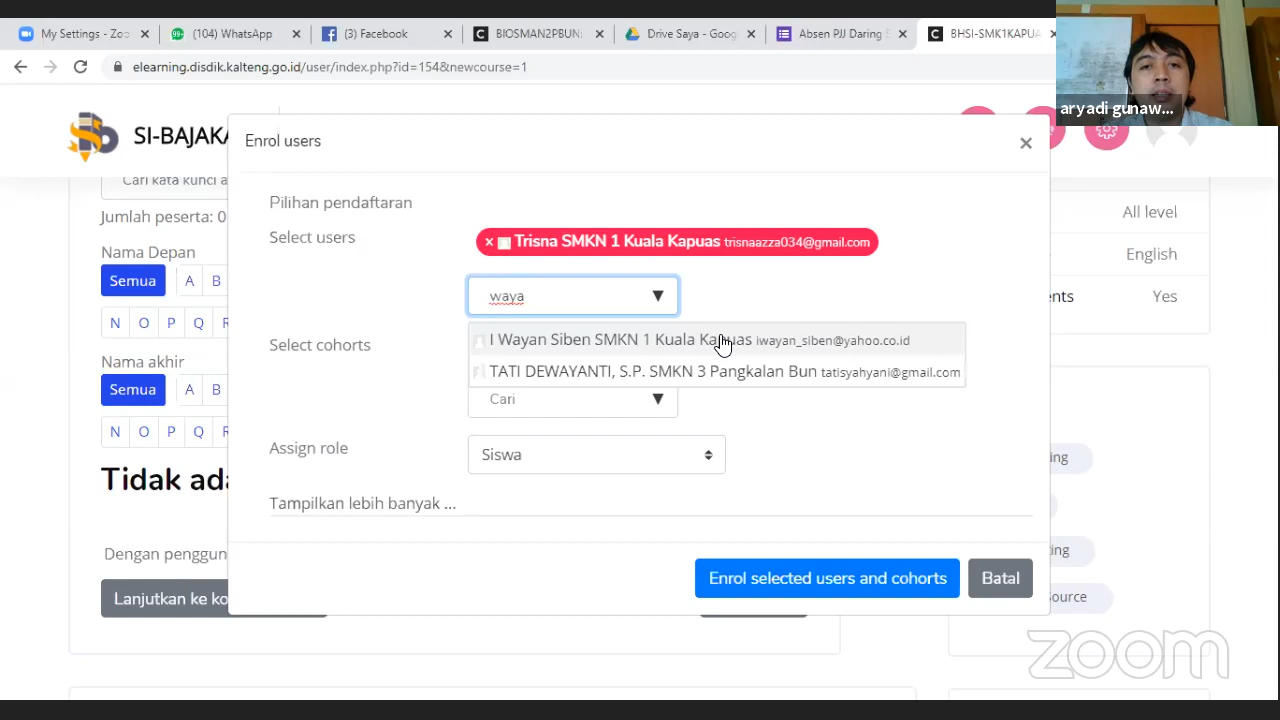 My Settings - Zoo
(104) WhatsApp
(3) Facebook
BIOSMAN2PBUN:
Drive Saya - Goog
Absen PJJ Daring
BHSI-SMK1KAPUA
elearning.disdik.kalteng.go.id/user/index.php?id=154&newcourse=1
aryadi gunaw...
SI-BAJAKA
Enrol users
×
Cari kata kunci a
Pilihan pendaftaran
Jumlah peserta: 0
All level
Select users
× Trisna SMKN 1 Kuala Kapuas trisnaazza034@gmail.com
Nama Depan
English
Semua
A
B
waya
ents
Yes
N
O
P
Q
R
I Wayan Siben SMKN 1 Kuala Kapuas iwayan_siben@yahoo.co.id
Select cohorts
Nama akhir
TATI DEWAYANTI, S.P. SMKN 3 Pangkalan Bun tatisyahyani@gmail.com
Semua
A
B
Cari
N
O
P
Q
R
Assign role
Siswa
ting
Tidak ada
Tampilkan lebih banyak ...
Dengan penggun
ting
Enrol selected users and cohorts
Batal
Lanjutkan ke ko
ource
zoom